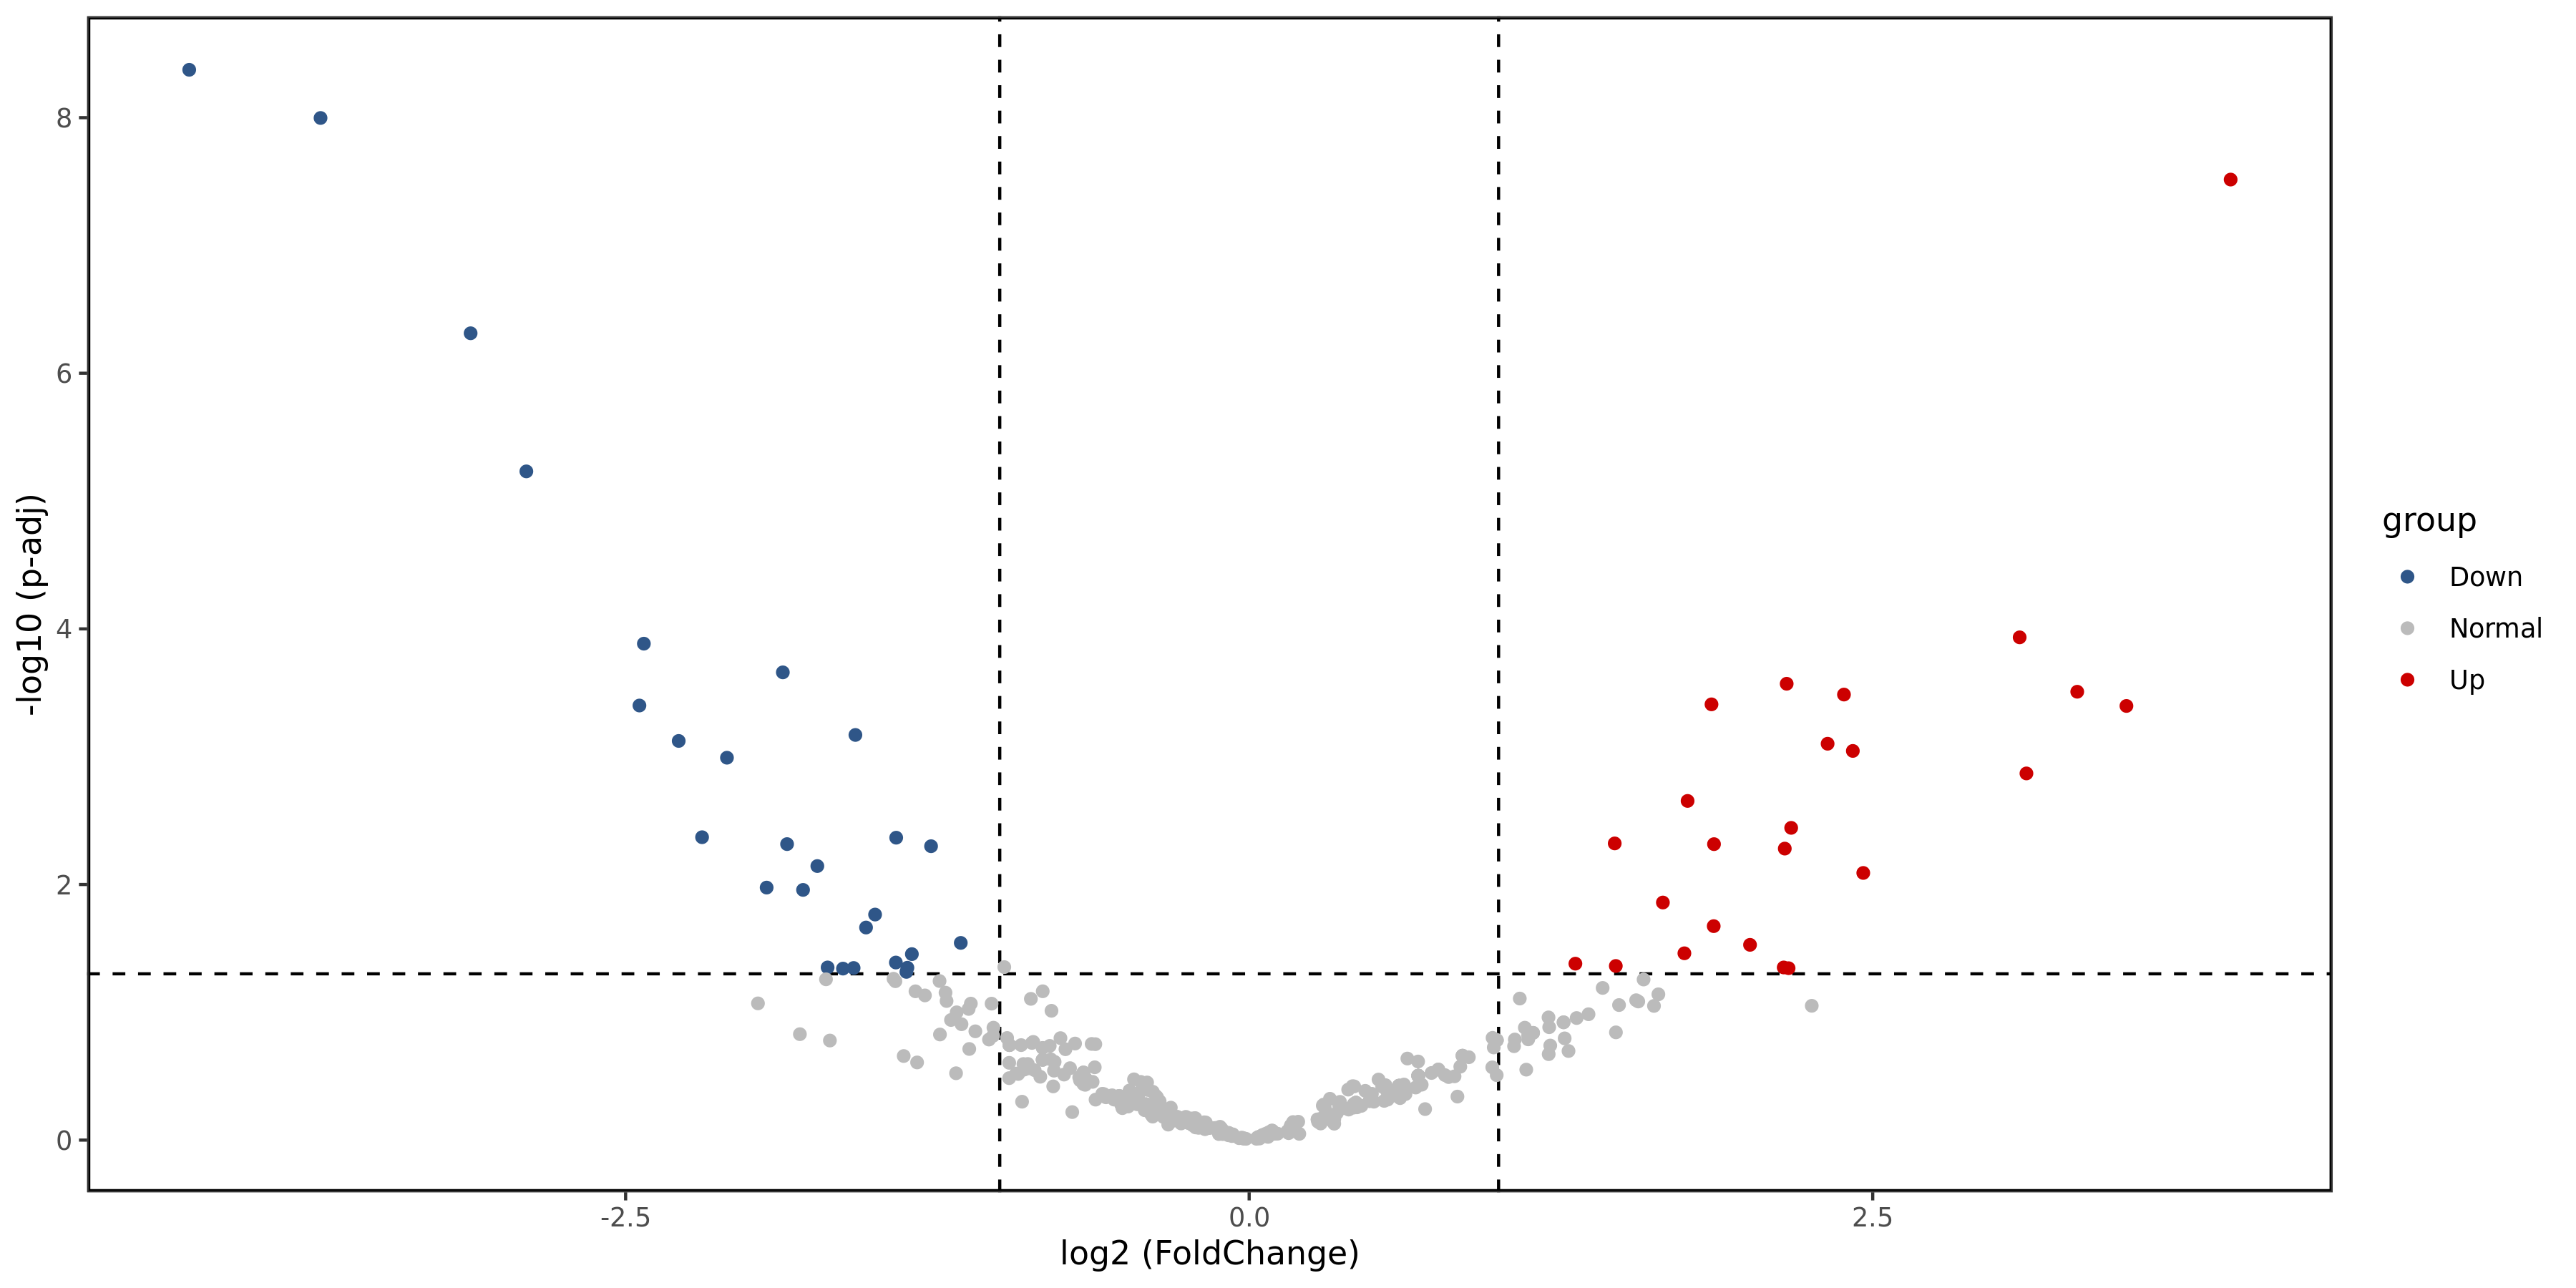 8
6
4
2
0
-log10 (p-adj)
-2.5
0.0
2.5
log2 (FoldChange)
group
Down
Normal
Up